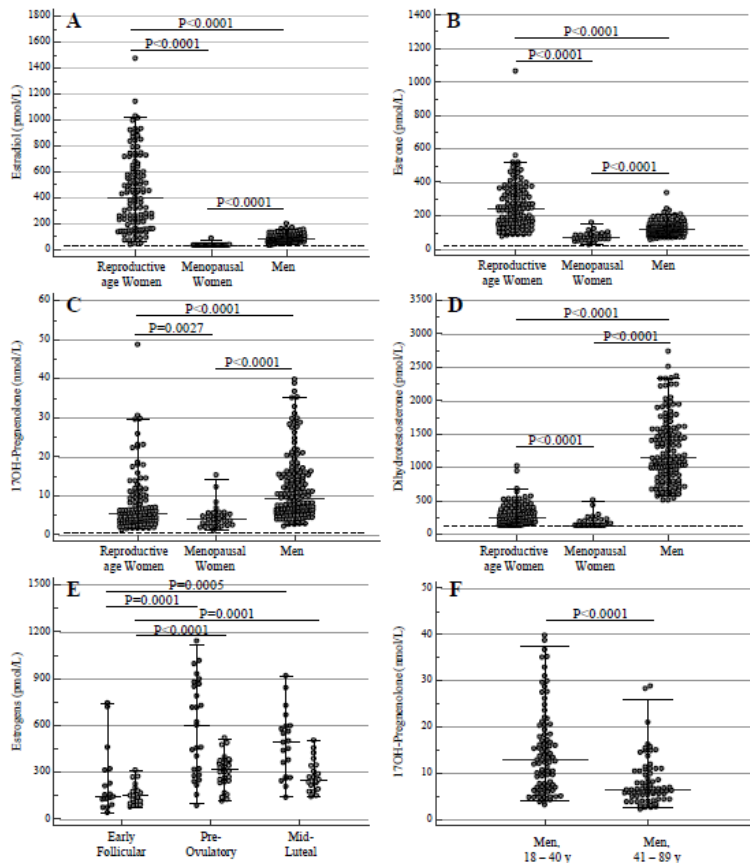 A
1800
1600
1400
1200
1000
800
600
400
200
0
Estradiol (pmol/L)
P<0.0001
P<0.0001
P<0.0001
Reproductive
age Women
Menopausal
Women
Men
B
1400
1200
1000
800
600
400
200
0
Estrone (pmol/L)
P<0.0001
P<0.0001
P<0.0001
Reproductive
age Women
Menopausal
Women
Men
C
60
50
40
30
20
10
0
17OH-Pregnenolone (nmol/L)
P<0.0001
P=0.0027
P<0.0001
Reproductive
age Women
Menopausal
Women
Men
D
3500
3000
2500
2000
1500
1000
500
0
Dihydrotestosterone (pmol/L)
P<0.0001
P<0.0001
P<0.0001
Reproductive
age Women
Menopausal
Women
Men
E
1500
1200
900
600
300
0
Estrogens (pmol/L)
P=0.0005
P=0.0001
P=0.0001
P<0.0001
Early
Follicular
Pre-
Ovulatory
Mid-
Luteal
F
50
40
30
20
10
0
17OH-Pregnenolone (nmol/L)
P<0.0001
Men,
18 – 40 y
Men,
41 – 89 y